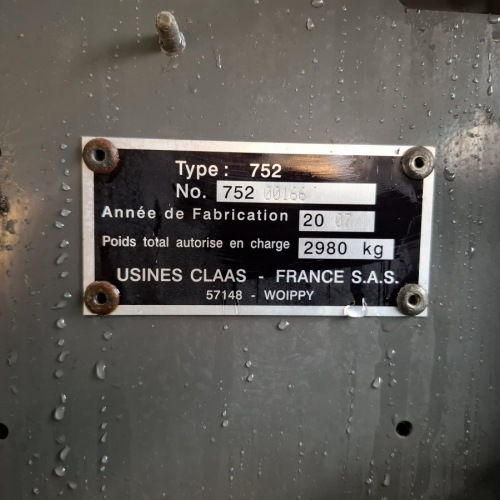 Type: 752
No. 752 00166
Année de Fabrication 20 07
Poids total autorise en charge 2980 kg
USINES CLAAS - FRANCE S.A.S.
57148 - WOIPPY